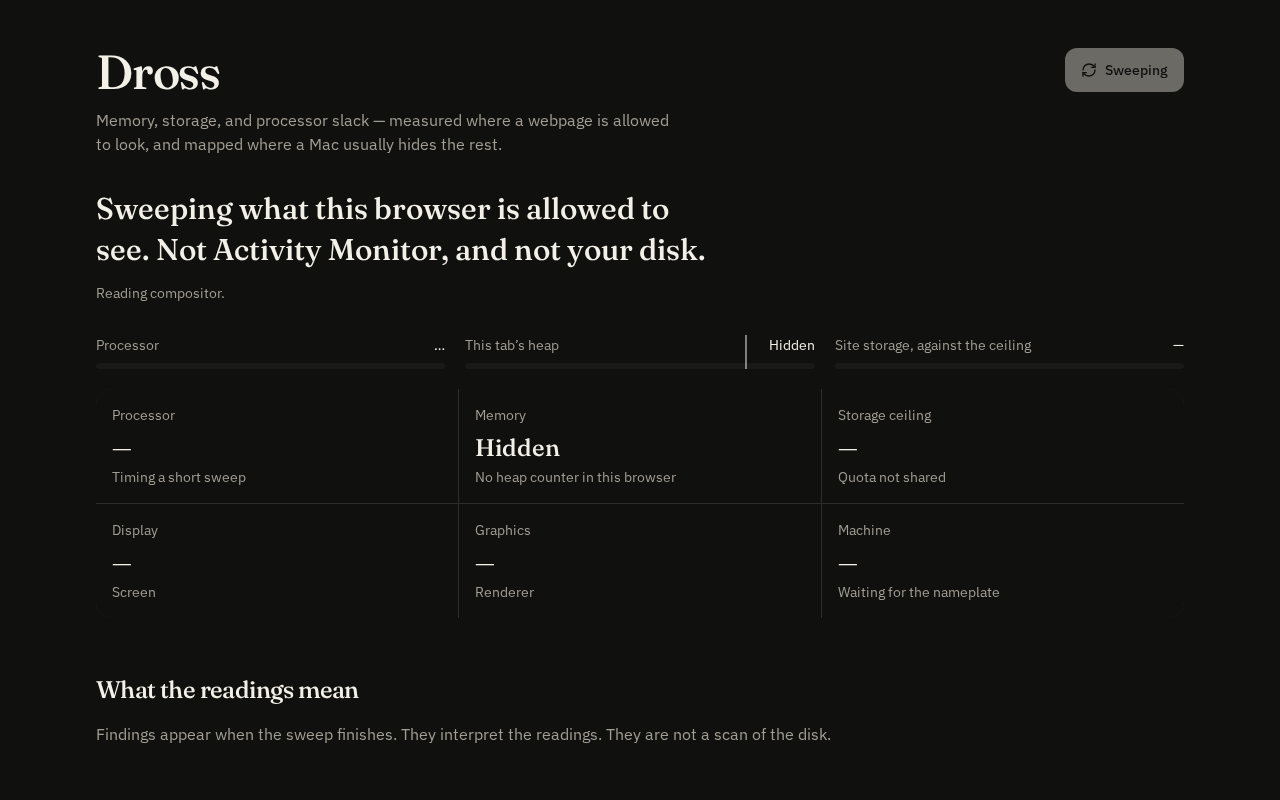 Dross
Sweeping
Memory, storage, and processor slack — measured where a webpage is allowed
to look, and mapped where a Mac usually hides the rest.
Sweeping what this browser is allowed to
see. Not Activity Monitor, and not your disk.
Reading compositor.
Processor
…
This tab’s heap
Hidden
Site storage, against the ceiling
—
Processor
—
Timing a short sweep
Memory
Hidden
No heap counter in this browser
Storage ceiling
—
Quota not shared
Display
—
Screen
Graphics
—
Renderer
Machine
—
Waiting for the nameplate
What the readings mean
Findings appear when the sweep finishes. They interpret the readings. They are not a scan of the disk.